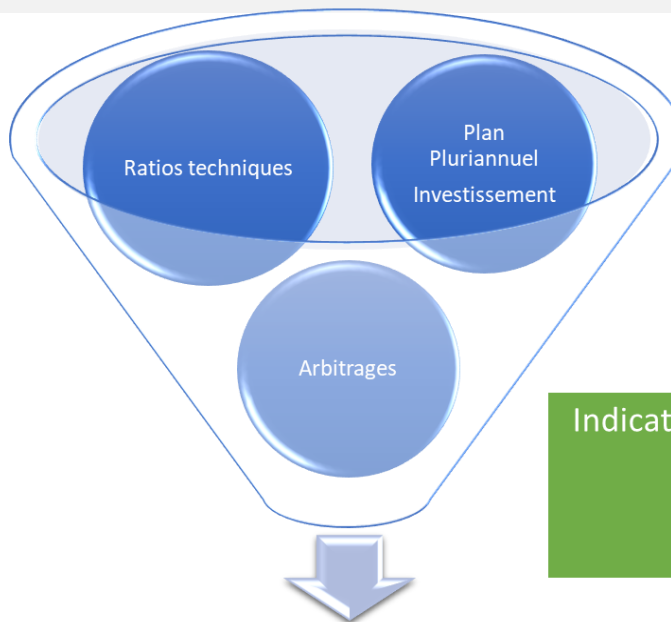 Ratios techniques
Plan
Pluriannuel
Investissement
Arbitrages
Indicat